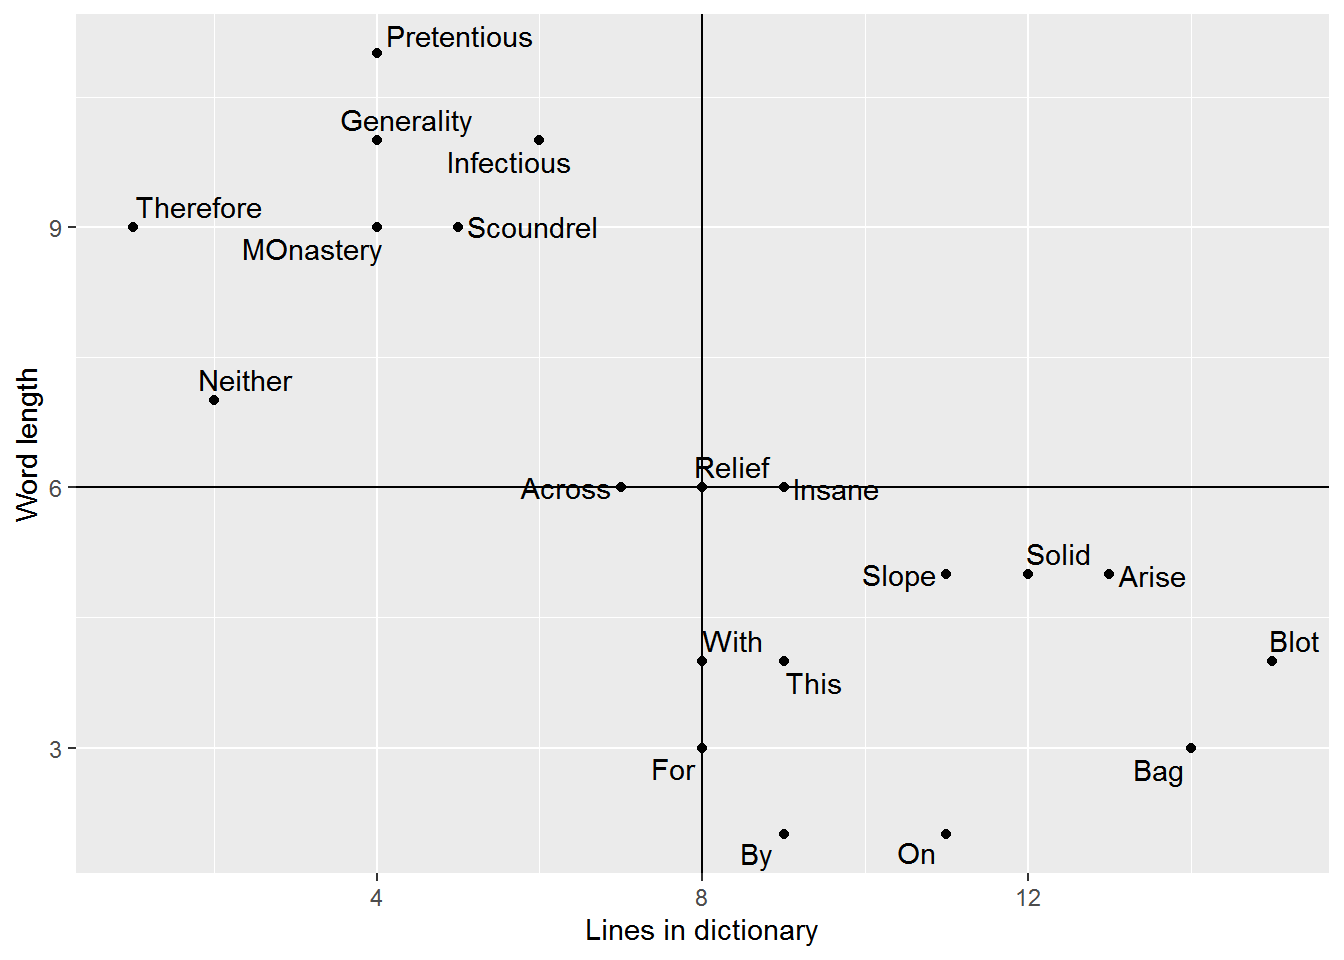 Pretentious
Generality
Infectious
Therefore
9
Scoundrel
MOnastery
Neither
Word length
Relief
6
Across
Insane
Solid
Slope
Arise
With
Blot
This
3
For
Bag
By
On
4
8
12
Lines in dictionary